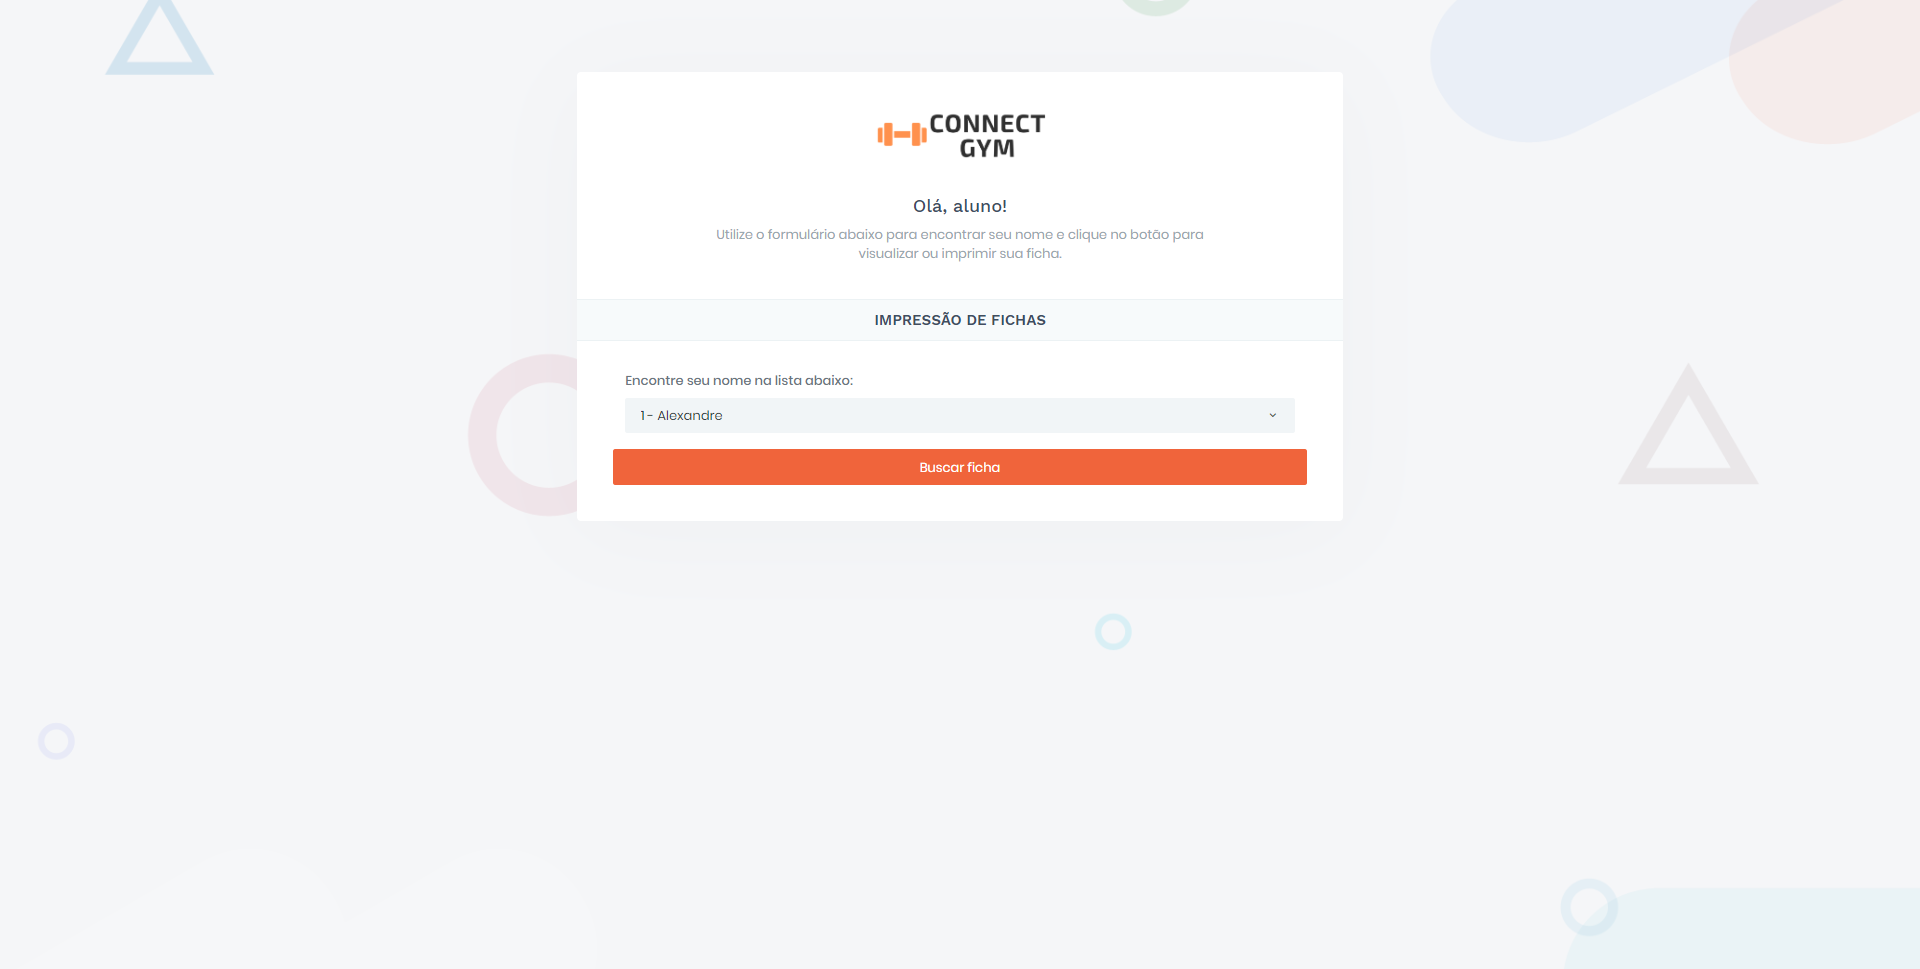 CONNECT
GYM
Olá, aluno!
Utilize o formulário abaixo para encontrar seu nome e clique no botão para
visualizar ou imprimir sua ficha.
IMPRESSÃO DE FICHAS
Encontre seu nome na lista abaixo:
1 - Alexandre
Buscar ficha